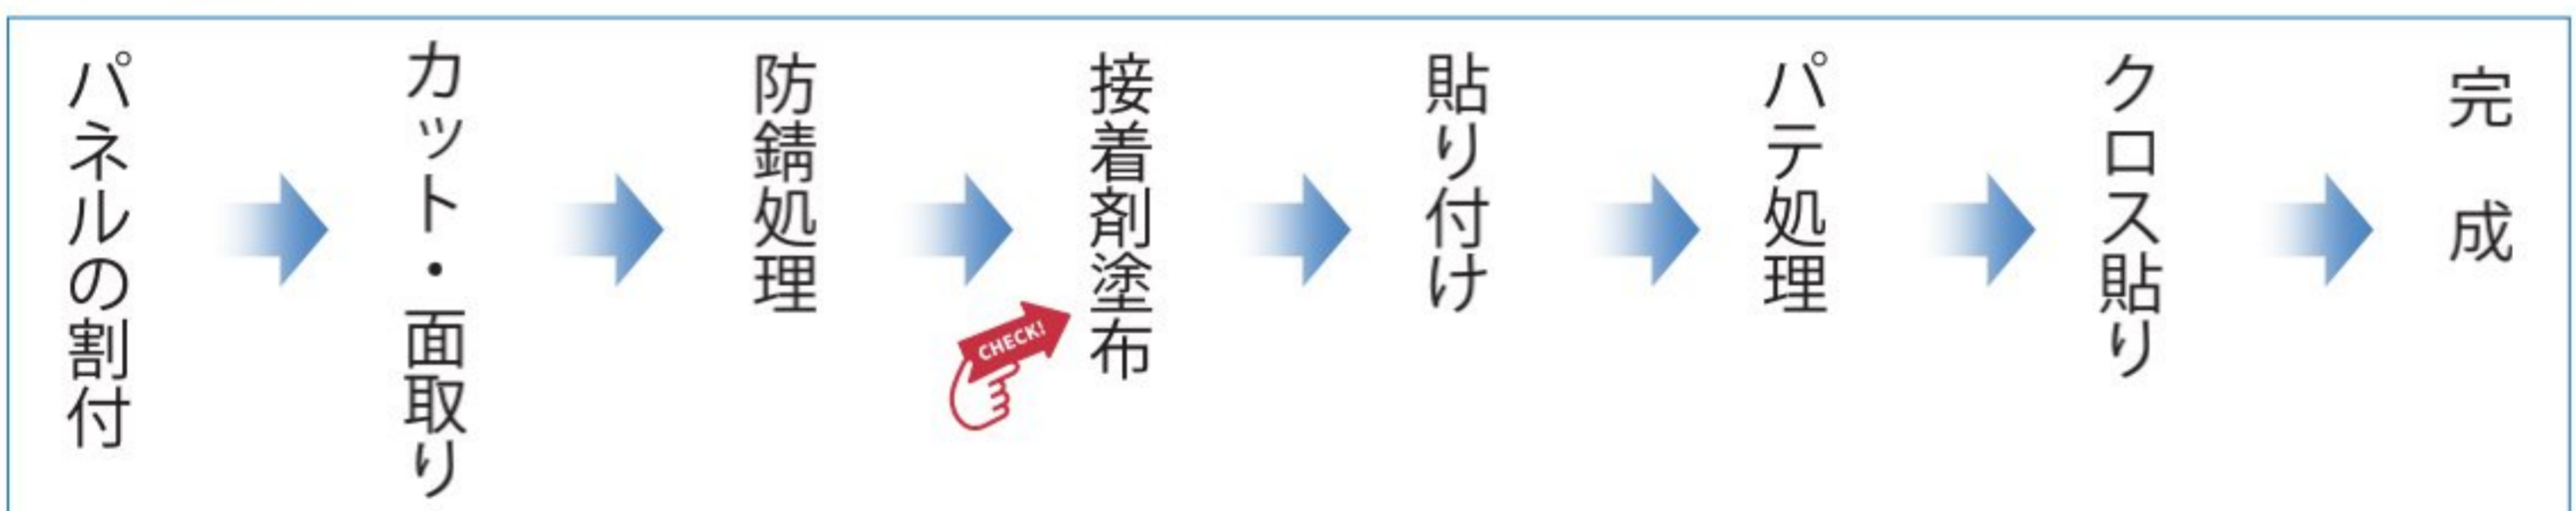 パネルの割付
カット・面取り
防錆処理
接着剤塗布
CHECK!
貼り付け
パテ処理
クロス貼り
完成